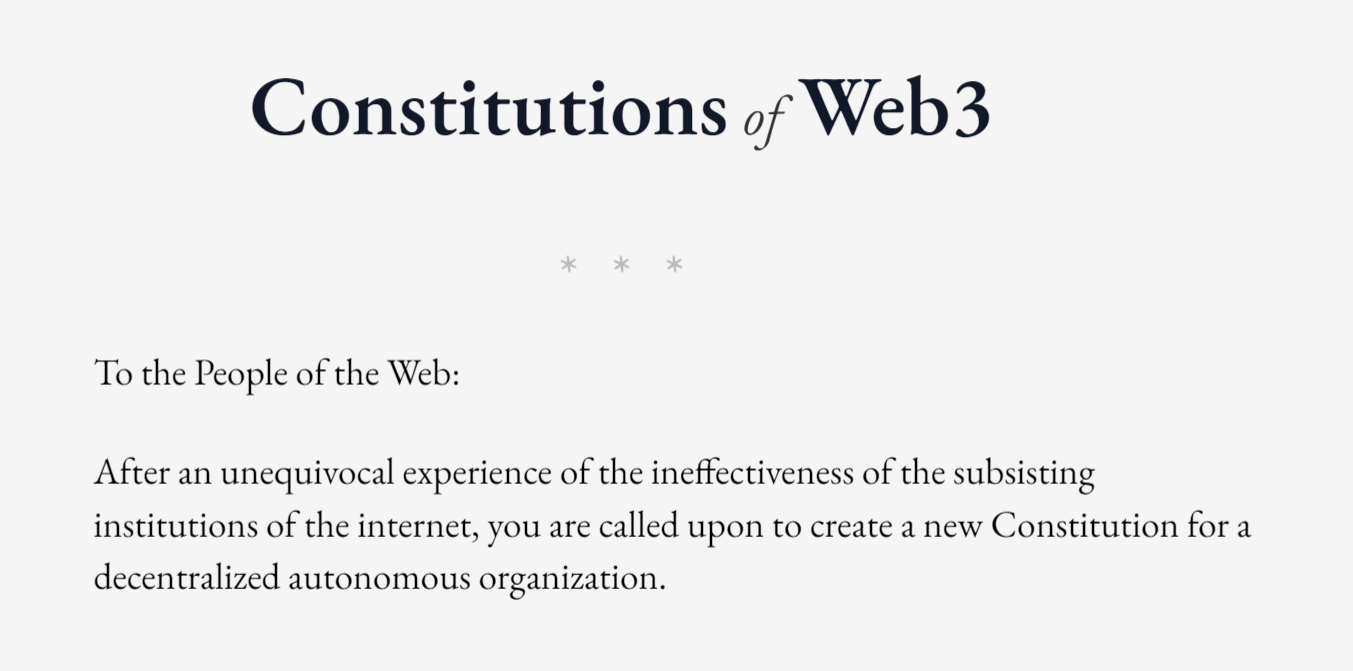 Constitutions of Web3
* * *
To the People of the Web:
After an unequivocal experience of the ineffectiveness of the subsisting
institutions of the internet, you are called upon to create a new Constitution for a
decentralized autonomous organization.